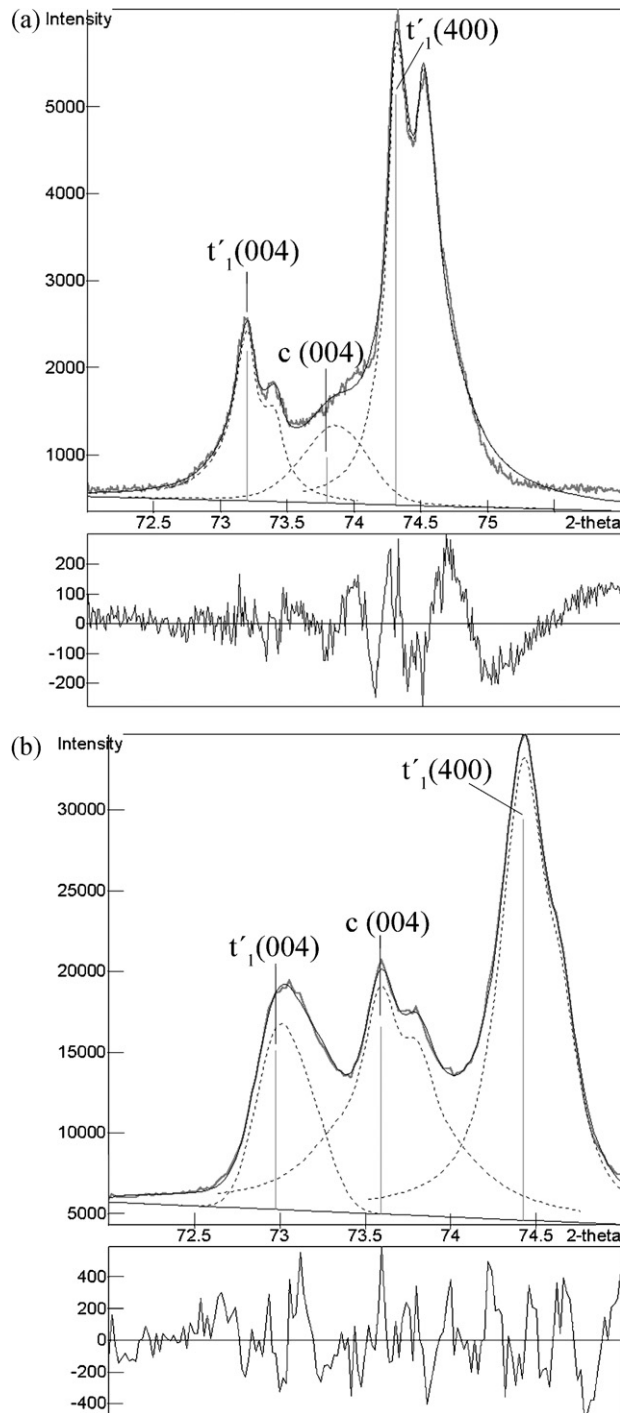 (a) Intensity
t´₁(400)
5000
4000
t´₁(004)
3000
c (004)
2000
1000
72.5 73 73.5 74 74.5 75 2-theta
200
100
0
-100
-200
(b) Intensity
t´₁(400)
30000
25000
c (004)
t´₁(004)
20000
15000
10000
5000
72.5 73 73.5 74 74.5 2-theta
400
200
0
-200
-400